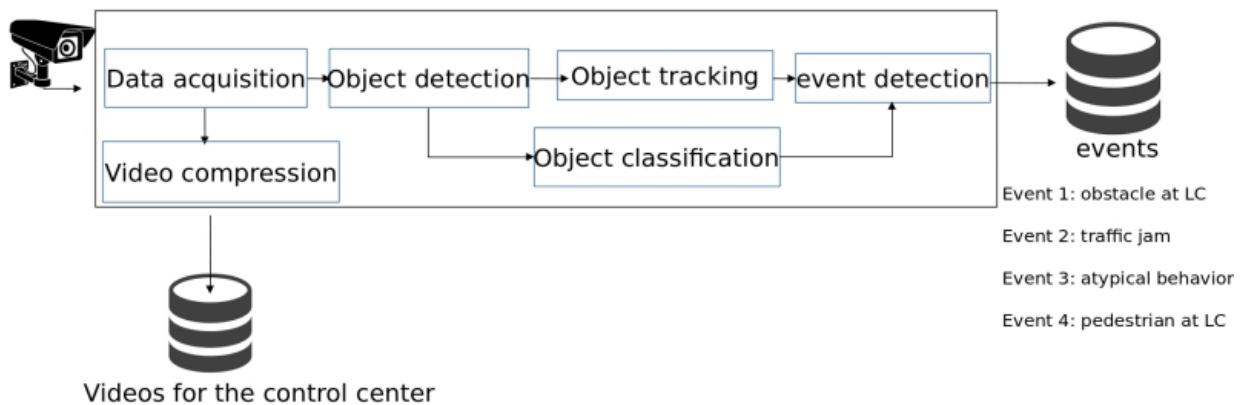 Data acquisition
Object detection
Object tracking
event detection
Video compression
Object classification
events
Event 1: obstacle at LC
Event 2: traffic jam
Event 3: atypical behavior
Event 4: pedestrian at LC
Videos for the control center